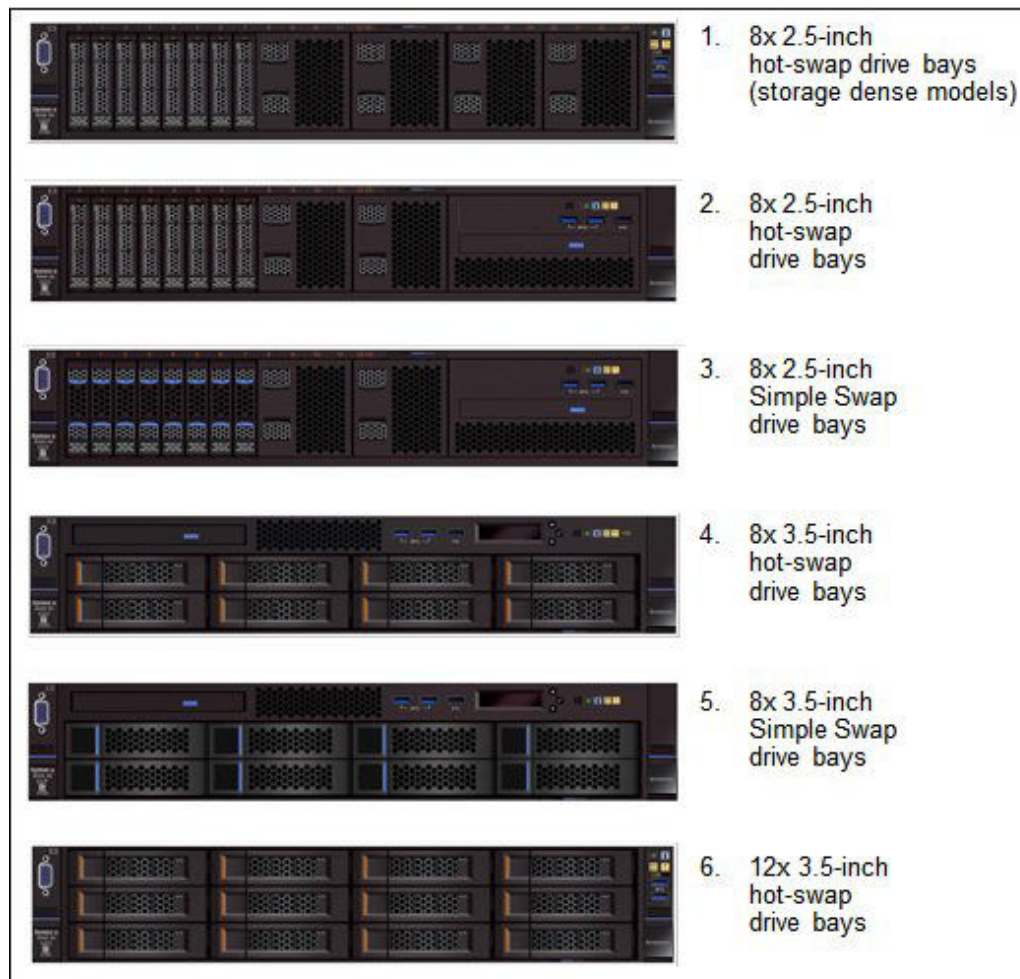 1. 8x 2.5-inch
hot-swap drive bays
(storage dense models)
2. 8x 2.5-inch
hot-swap
drive bays
3. 8x 2.5-inch
Simple Swap
drive bays
4. 8x 3.5-inch
hot-swap
drive bays
5. 8x 3.5-inch
Simple Swap
drive bays
6. 12x 3.5-inch
hot-swap
drive bays